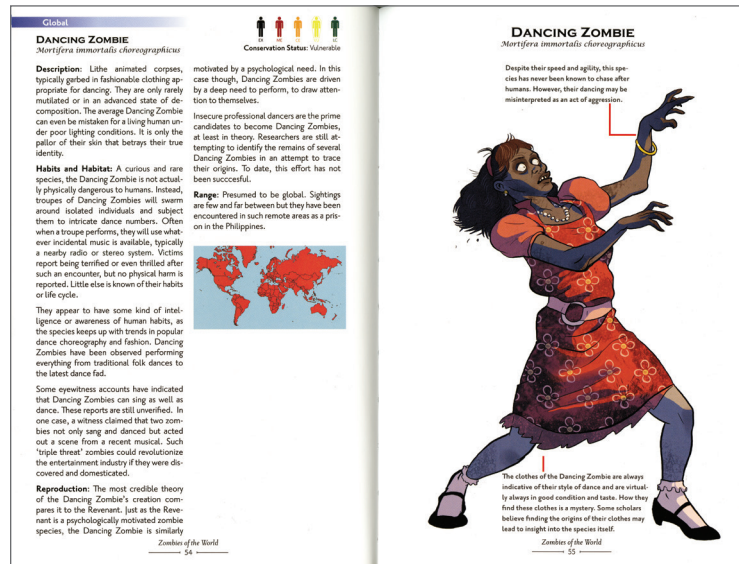 Global
DANCING ZOMBIE
Mortifera immortalis choreographicus
EX NE CE E V LC
Conservation Status: Vulnerable
Description: Lithe animated corpses,
typically garbed in fashionable clothing ap-
propriate for dancing. They are only rarely
mutilated or in an advanced state of de-
composition. The average Dancing Zombie
can even be mistaken for a living human un-
der poor lighting conditions. It is only the
pallor of their skin that betrays their true
identity.
Habits and Habitat: A curious and rare
species, the Dancing Zombie is not actual-
ly physically dangerous to humans. Instead,
troupes of Dancing Zombies will swarm
around isolated individuals and subject
them to intricate dance numbers. Often
when a troupe performs, they will use what-
ever incidental music is available, typically
a nearby radio or stereo system. Victims
report being terrified or even thrilled after
such an encounter, but no physical harm is
reported. Little else is known of their habits
or life cycle.
They appear to have some kind of intel-
ligence or awareness of human habits, as
the species keeps up with trends in popular
dance choreography and fashion. Dancing
Zombies have been observed performing
everything from traditional folk dances to
the latest dance fad.
Some eyewitness accounts have indicated
that Dancing Zombies can sing as well as
dance. These reports are still unverified. In
one case, a witness claimed that two zom-
bies not only sang and danced but acted
out a scene from a recent musical. Such
‘triple threat’ zombies could revolutionize
the entertainment industry if they were dis-
covered and domesticated.
Reproduction: The most credible theory
of the Dancing Zombie's creation com-
pares it to the Revenant. Just as the Reve-
nant is a psychologically motivated zombie
species, the Dancing Zombie is similarly
motivated by a psychological need. In this
case though, Dancing Zombies are driven
by a deep need to perform, to draw atten-
tion to themselves.
Insecure professional dancers are the prime
candidates to become Dancing Zombies,
at least in theory. Researchers are still at-
tempting to identify the remains of several
Dancing Zombies in an attempt to trace
their origins. To date, this effort has not
been succcesful.
Range: Presumed to be global. Sightings
are few and far between but they have been
encountered in such remote areas as a pris-
on in the Philippines.
Zombies of the World
54
DANCING ZOMBIE
Mortifera immortalis choreographicus
Despite their speed and agility, this spe-
cies has never been known to chase after
humans. However, their dancing may be
misinterpreted as an act of aggression.
The clothes of the Dancing Zombie are always
indicative of their style of dance and are virtual-
ly always in good condition and taste. How they
find these clothes is a mystery. Some scholars
believe finding the origins of their clothes may
lead to insight into the species itself.
Zombies of the World
55